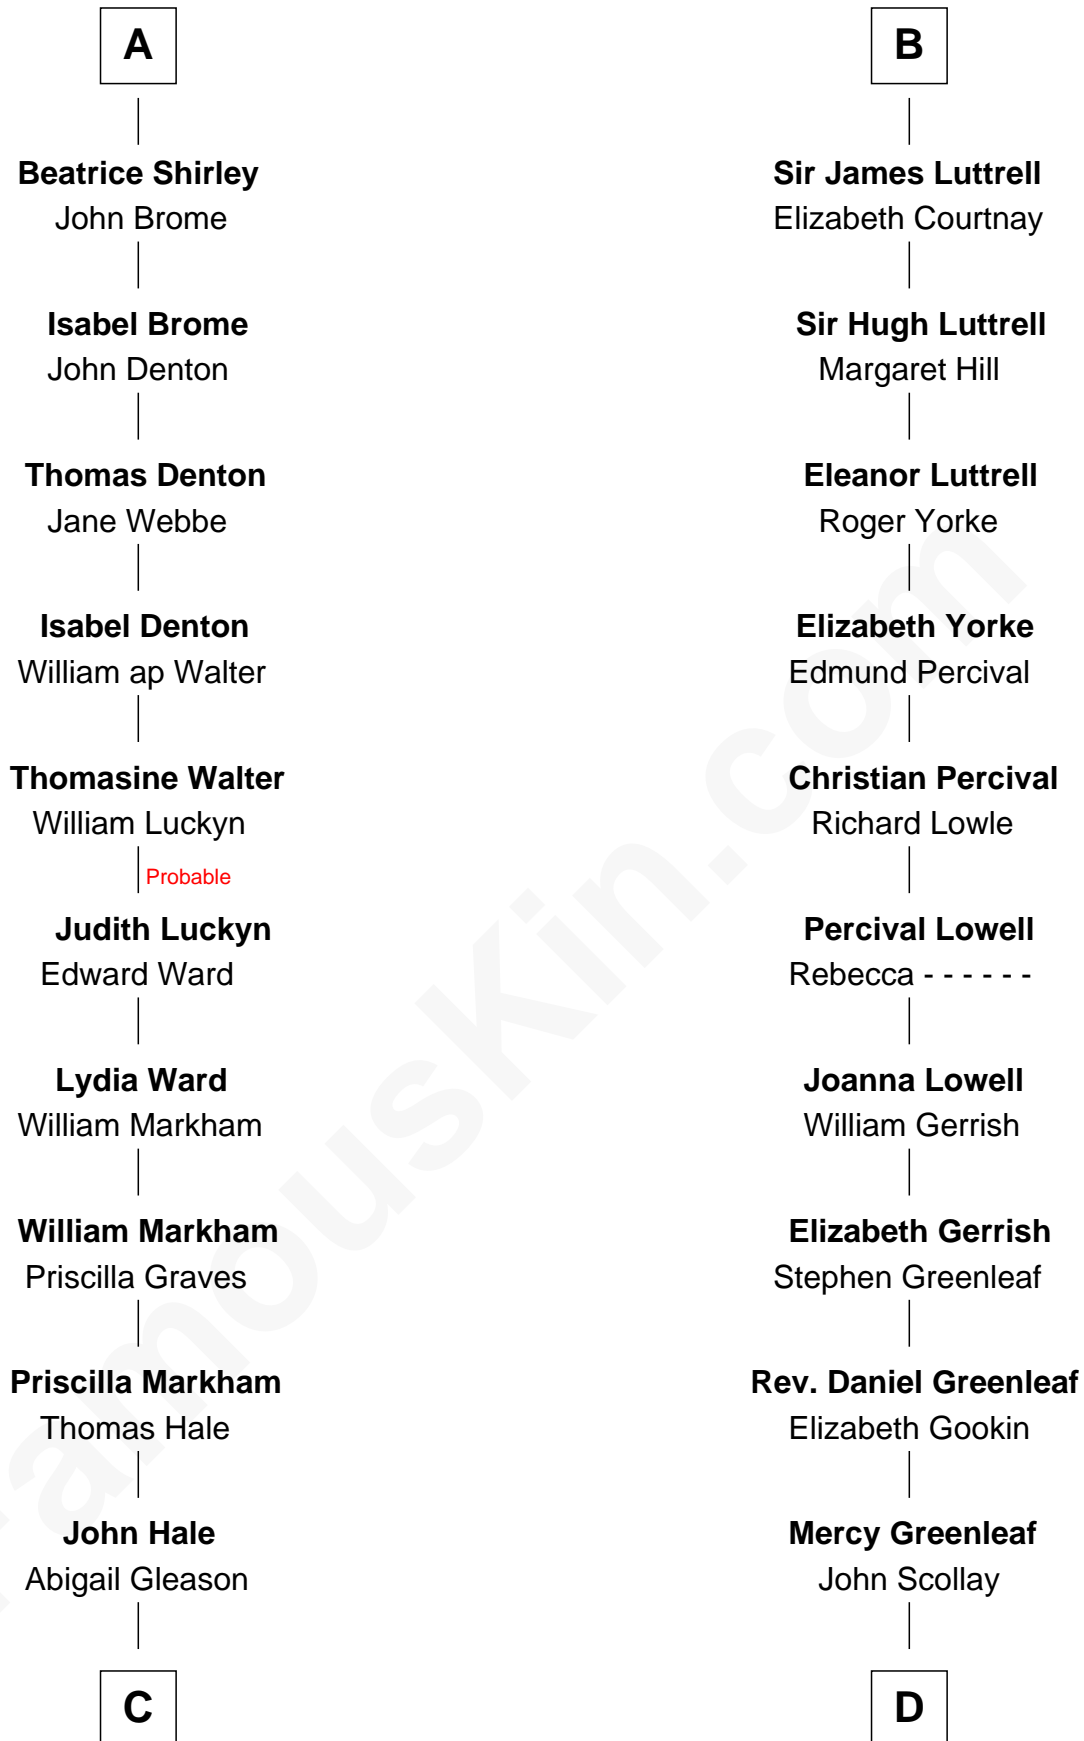 A
Beatrice Shirley
John Brome
Isabel Brome
John Denton
Thomas Denton
Jane Webbe
Isabel Denton
William ap Walter
Thomasine Walter
William Luckyn
Probable
Judith Luckyn
Edward Ward
Lydia Ward
William Markham
William Markham
Priscilla Graves
Priscilla Markham
Thomas Hale
John Hale
Abigail Gleason
C
B
Sir James Luttrell
Elizabeth Courtnay
Sir Hugh Luttrell
Margaret Hill
Eleanor Luttrell
Roger Yorke
Elizabeth Yorke
Edmund Percival
Christian Percival
Richard Lowle
Percival Lowell
Rebecca - - - - - -
Joanna Lowell
William Gerrish
Elizabeth Gerrish
Stephen Greenleaf
Rev. Daniel Greenleaf
Elizabeth Gookin
Mercy Greenleaf
John Scollay
D
FamousKin.com